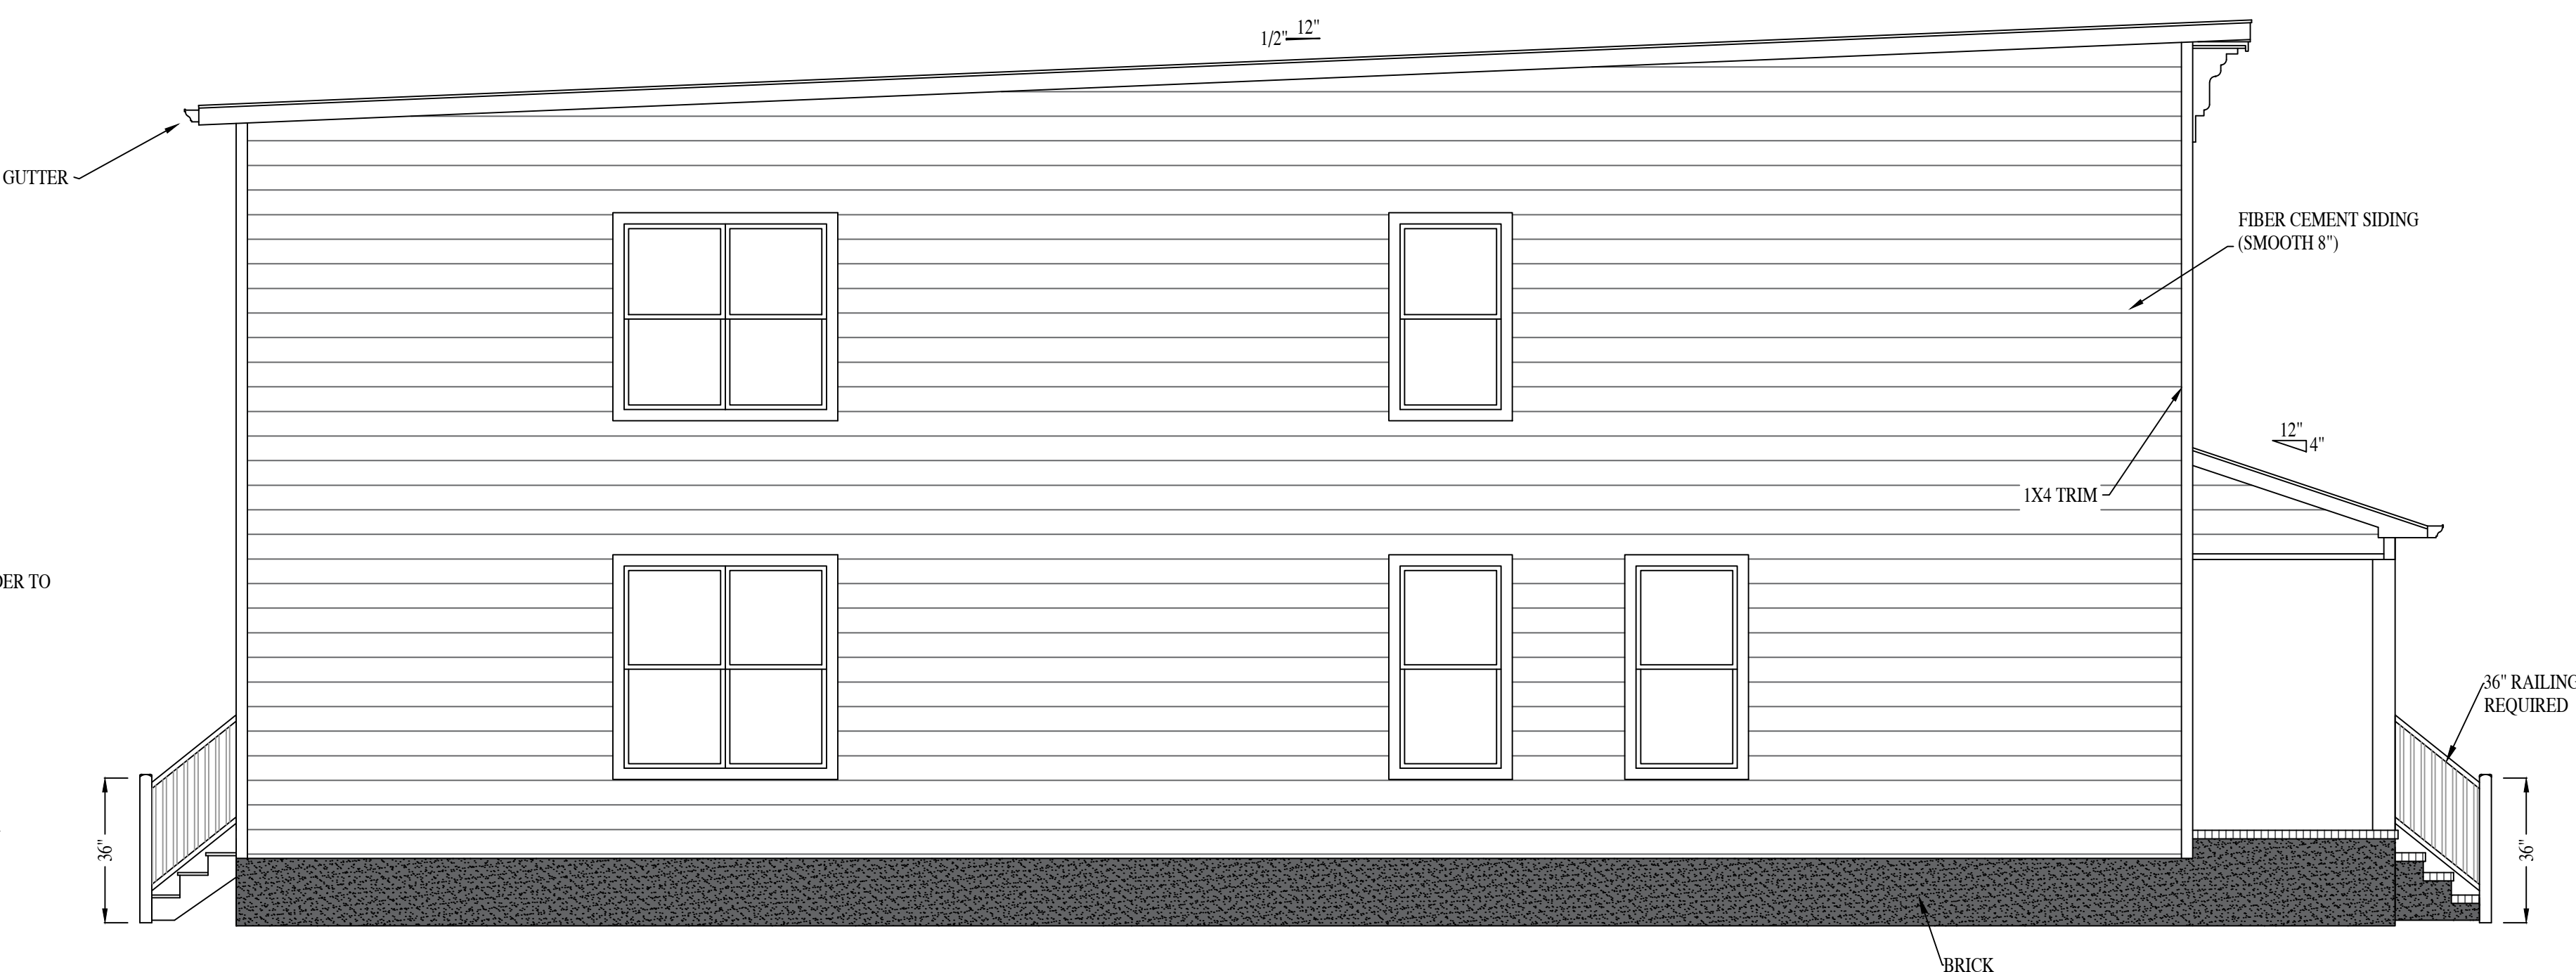 12"
1/2"
GUTTER
FIBER CEMENT SIDING
(SMOOTH 8")
12"
4"
1X4 TRIM
TO
36" RAILING
REQUIRED
36"
36"
BRICK